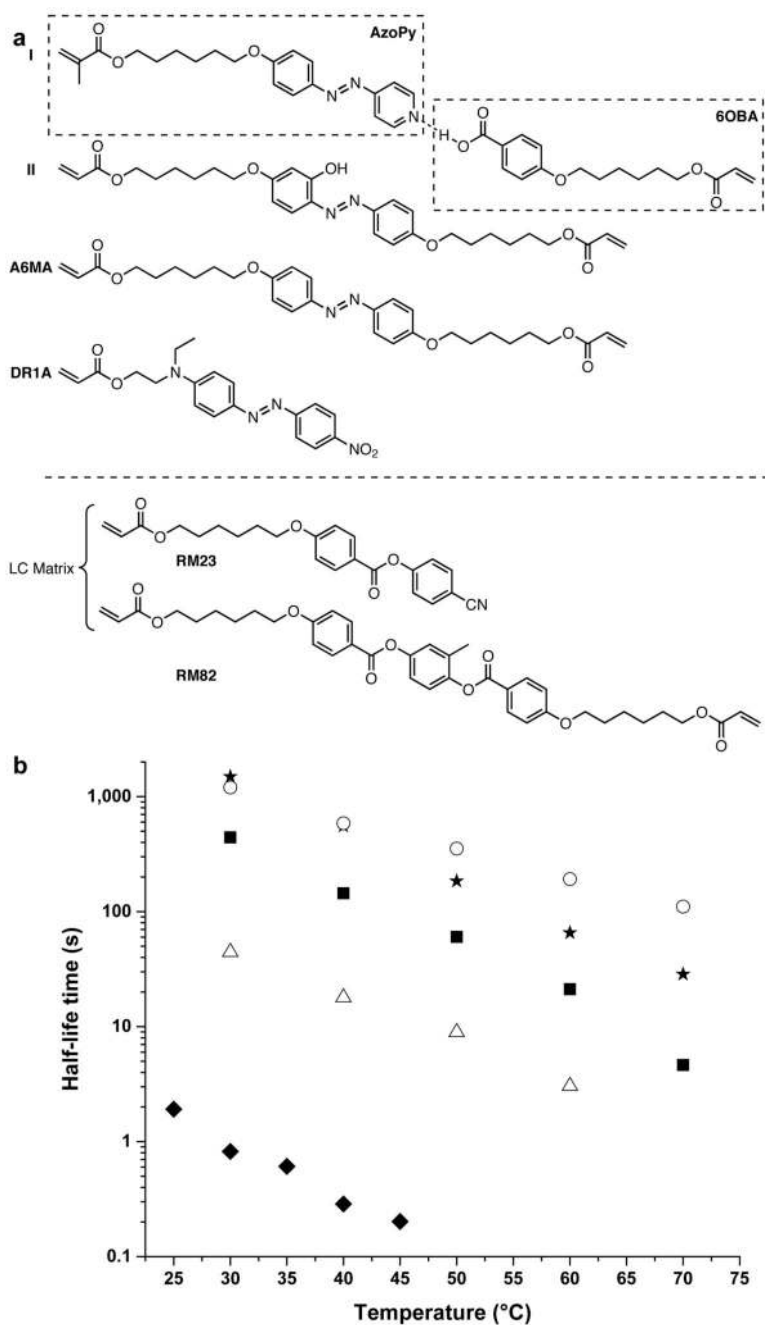 a
AzoPy
I
O
O
O
N
N
N
H
O
O
6OBA
HO
O
O
O
II
O
O
O
OH
N
N
O
O
O
A6MA
O
O
O
N
N
O
O
O
DR1A
O
O
N
N
N
NO2
LC Matrix
O
O
O
RM23
O
O
CN
O
O
O
RM82
O
O
O
O
O
O
O
b
1,000
100
10
1
0.1
Half-life time (s)
25 30 35 40 45 50 55 60 65 70 75
Temperature (°C)